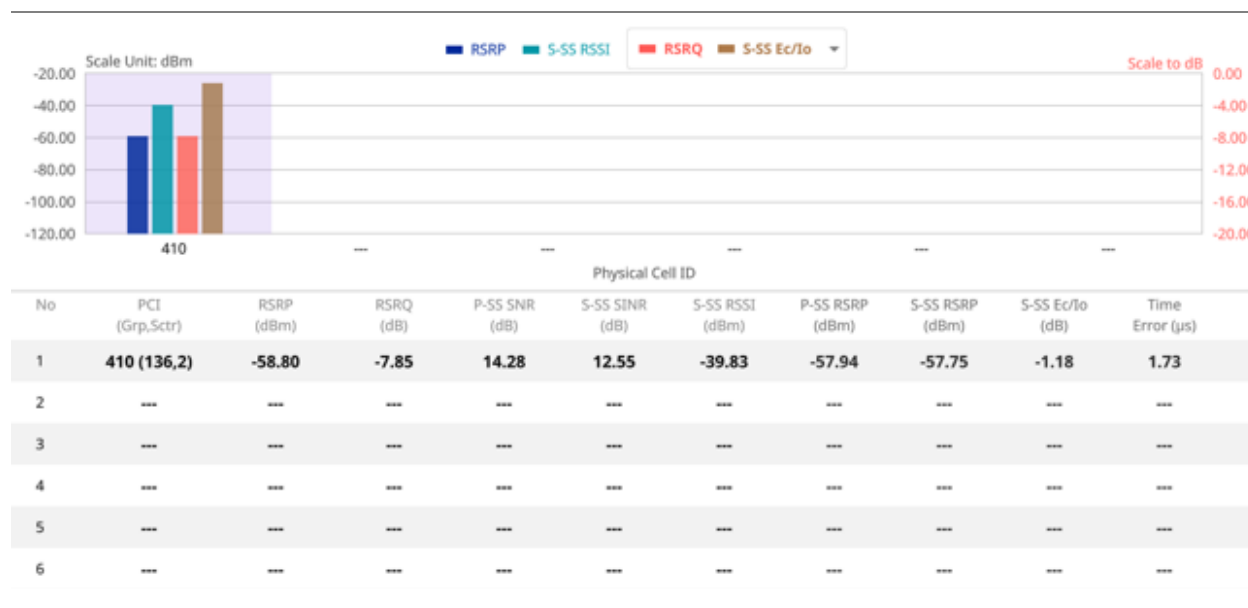 RSRP S-SS RSSI RSRQ S-SS Ec/Io
Scale Unit: dBm Scale to dB
-20.00 0.00
-40.00 -4.00
-60.00 -8.00
-80.00 -12.0
-100.00 -16.0
-120.00 -20.0
410 --- --- --- --- ---
Physical Cell ID
No PCI RSRP RSRQ P-SS SNR S-SS SINR S-SS RSSI P-SS RSRP S-SS RSRP S-SS Ec/Io Time
(Grp,Sctr) (dBm) (dB) (dB) (dB) (dBm) (dBm) (dBm) (dB) Error (μs)
1 410 (136,2) -58.80 -7.85 14.28 12.55 -39.83 -57.94 -57.75 -1.18 1.73
2 --- --- --- --- --- --- --- --- --- ---
3 --- --- --- --- --- --- --- --- --- ---
4 --- --- --- --- --- --- --- --- --- ---
5 --- --- --- --- --- --- --- --- --- ---
6 --- --- --- --- --- --- --- --- --- ---